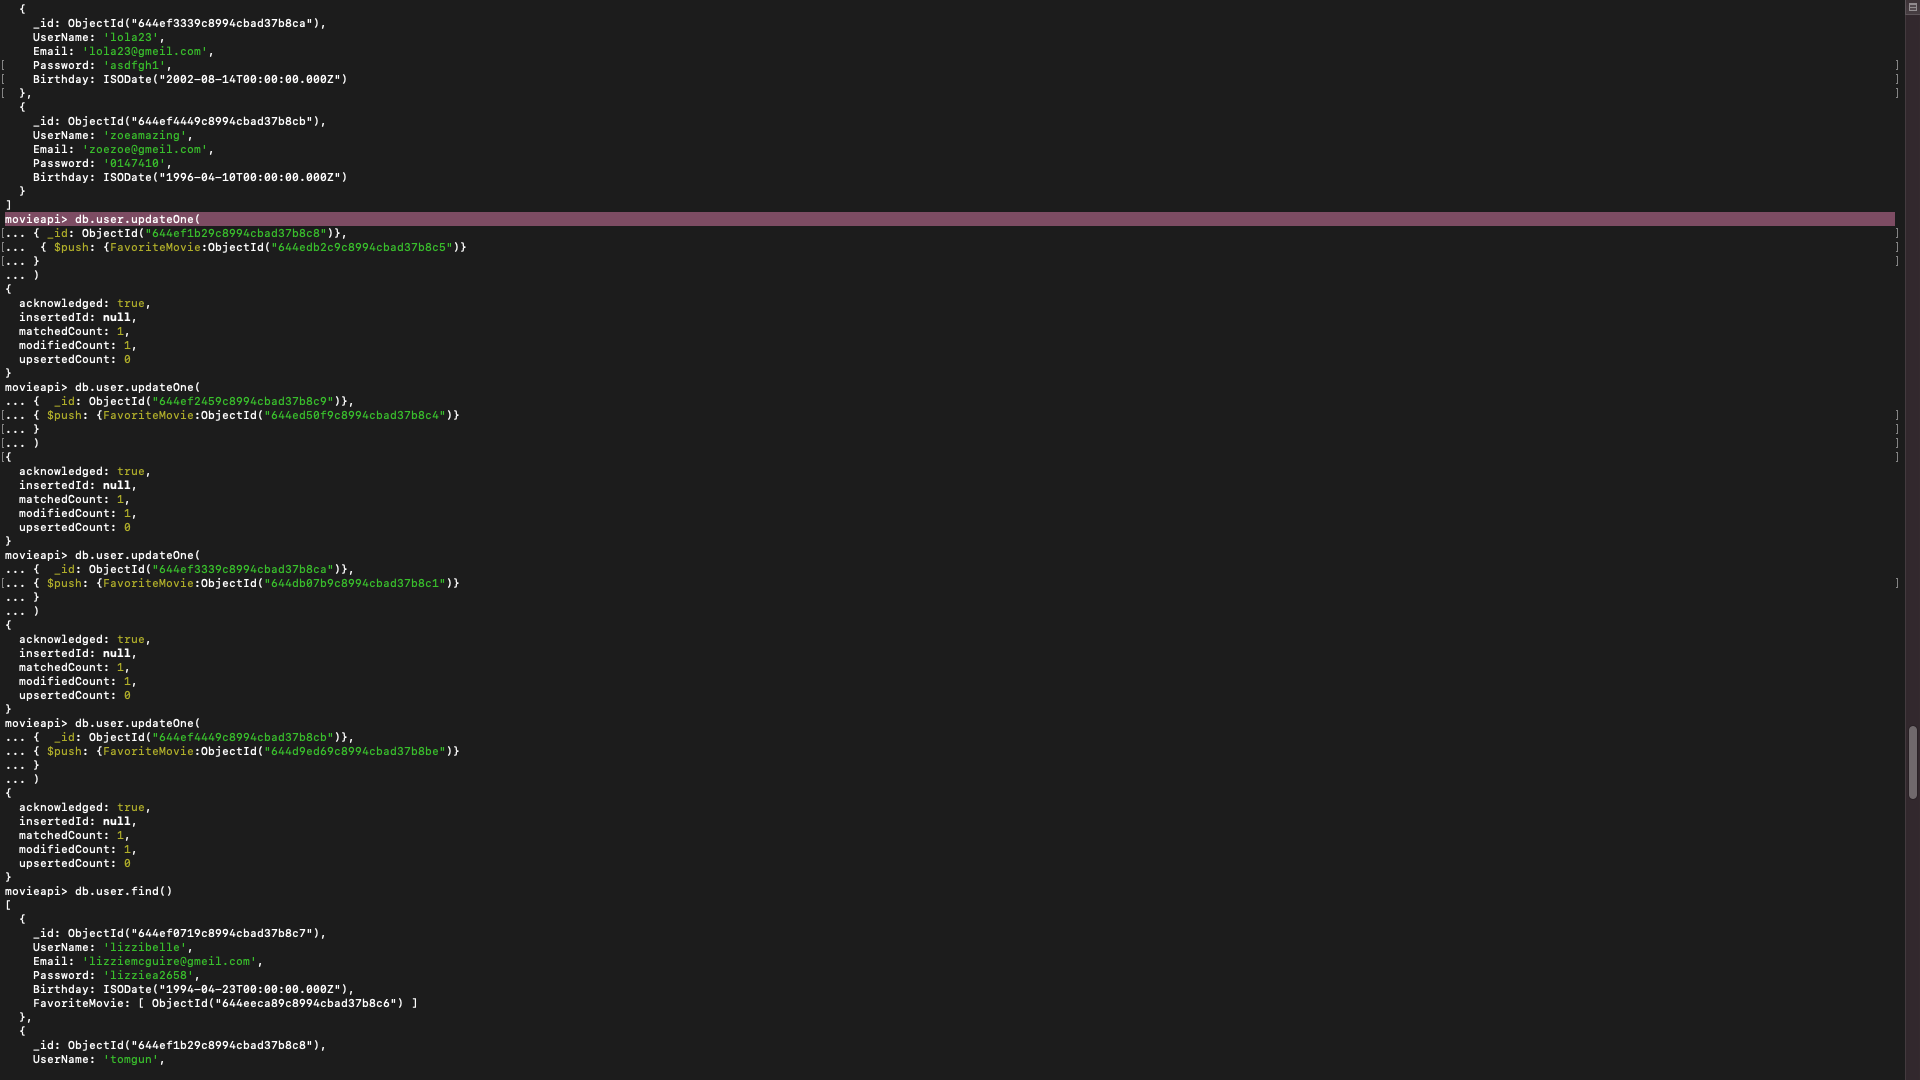 {
    _id: ObjectId("644ef3339c8994cbad37b8ca"),
    UserName: 'lola23',
    Email: 'lola23@gmeil.com',
[   Password: 'asdfgh1', ]
[   Birthday: ISODate("2002-08-14T00:00:00.000Z") ]
[ }, ]
  {
    _id: ObjectId("644ef4449c8994cbad37b8cb"),
    UserName: 'zoeamazing',
    Email: 'zoezoe@gmeil.com',
    Password: '0147410',
    Birthday: ISODate("1996-04-10T00:00:00.000Z")
  }
]
movieapi> db.user.updateOne(
[... { _id: ObjectId("644ef1b29c8994cbad37b8c8")}, ]
[...  { $push: {FavoriteMovie:ObjectId("644edb2c9c8994cbad37b8c5")} ]
[... } ]
... )
{
  acknowledged: true,
  insertedId: null,
  matchedCount: 1,
  modifiedCount: 1,
  upsertedCount: 0
}
movieapi> db.user.updateOne(
... {  _id: ObjectId("644ef2459c8994cbad37b8c9")},
[... { $push: {FavoriteMovie:ObjectId("644ed50f9c8994cbad37b8c4")} ]
[... } ]
[... ) ]
[{ ]
  acknowledged: true,
  insertedId: null,
  matchedCount: 1,
  modifiedCount: 1,
  upsertedCount: 0
}
movieapi> db.user.updateOne(
... {  _id: ObjectId("644ef3339c8994cbad37b8ca")},
[... { $push: {FavoriteMovie:ObjectId("644db07b9c8994cbad37b8c1")} ]
... }
... )
{
  acknowledged: true,
  insertedId: null,
  matchedCount: 1,
  modifiedCount: 1,
  upsertedCount: 0
}
movieapi> db.user.updateOne(
... {  _id: ObjectId("644ef4449c8994cbad37b8cb")},
... { $push: {FavoriteMovie:ObjectId("644d9ed69c8994cbad37b8be")}
... }
... )
{
  acknowledged: true,
  insertedId: null,
  matchedCount: 1,
  modifiedCount: 1,
  upsertedCount: 0
}
movieapi> db.user.find()
[
  {
    _id: ObjectId("644ef0719c8994cbad37b8c7"),
    UserName: 'lizzibelle',
    Email: 'lizziemcguire@gmeil.com',
    Password: 'lizziea2658',
    Birthday: ISODate("1994-04-23T00:00:00.000Z"),
    FavoriteMovie: [ ObjectId("644eeca89c8994cbad37b8c6") ]
  },
  {
    _id: ObjectId("644ef1b29c8994cbad37b8c8"),
    UserName: 'tomgun',